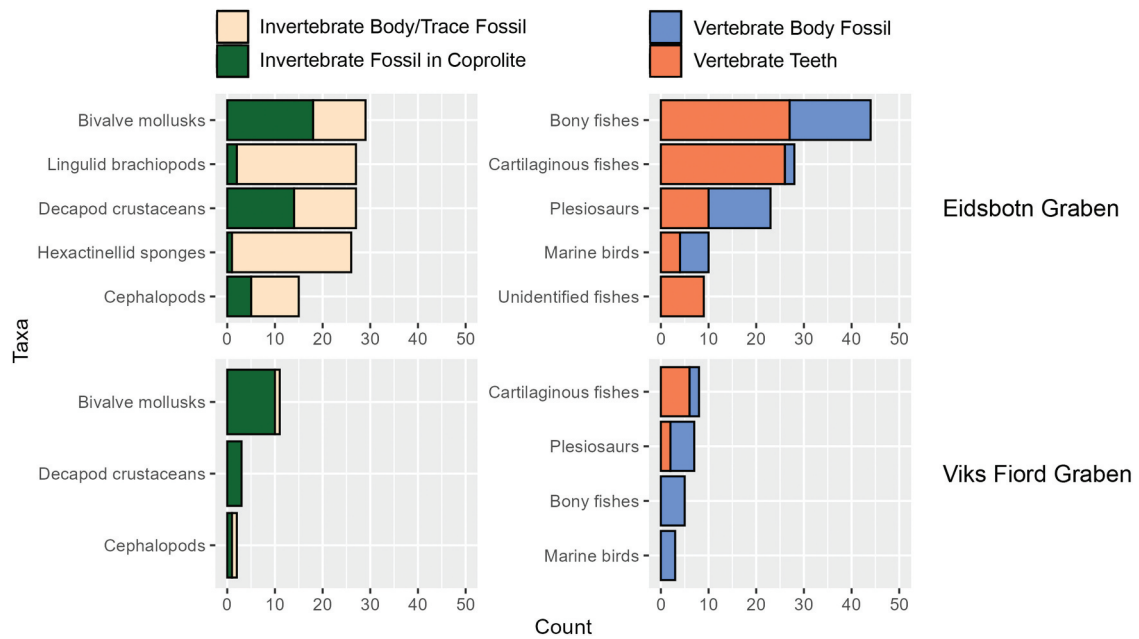 Invertebrate Body/Trace Fossil
Invertebrate Fossil in Coprolite
Vertebrate Body Fossil
Vertebrate Teeth
Taxa
Bivalve mollusks
Lingulid brachiopods
Decapod crustaceans
Hexactinellid sponges
Cephalopods
0 10 20 30 40 50
Bony fishes
Cartilaginous fishes
Plesiosaurs
Marine birds
Unidentified fishes
0 10 20 30 40 50
Eidsbotn Graben
Bivalve mollusks
Decapod crustaceans
Cephalopods
0 10 20 30 40 50
Cartilaginous fishes
Plesiosaurs
Bony fishes
Marine birds
0 10 20 30 40 50
Viks Fiord Graben
Count